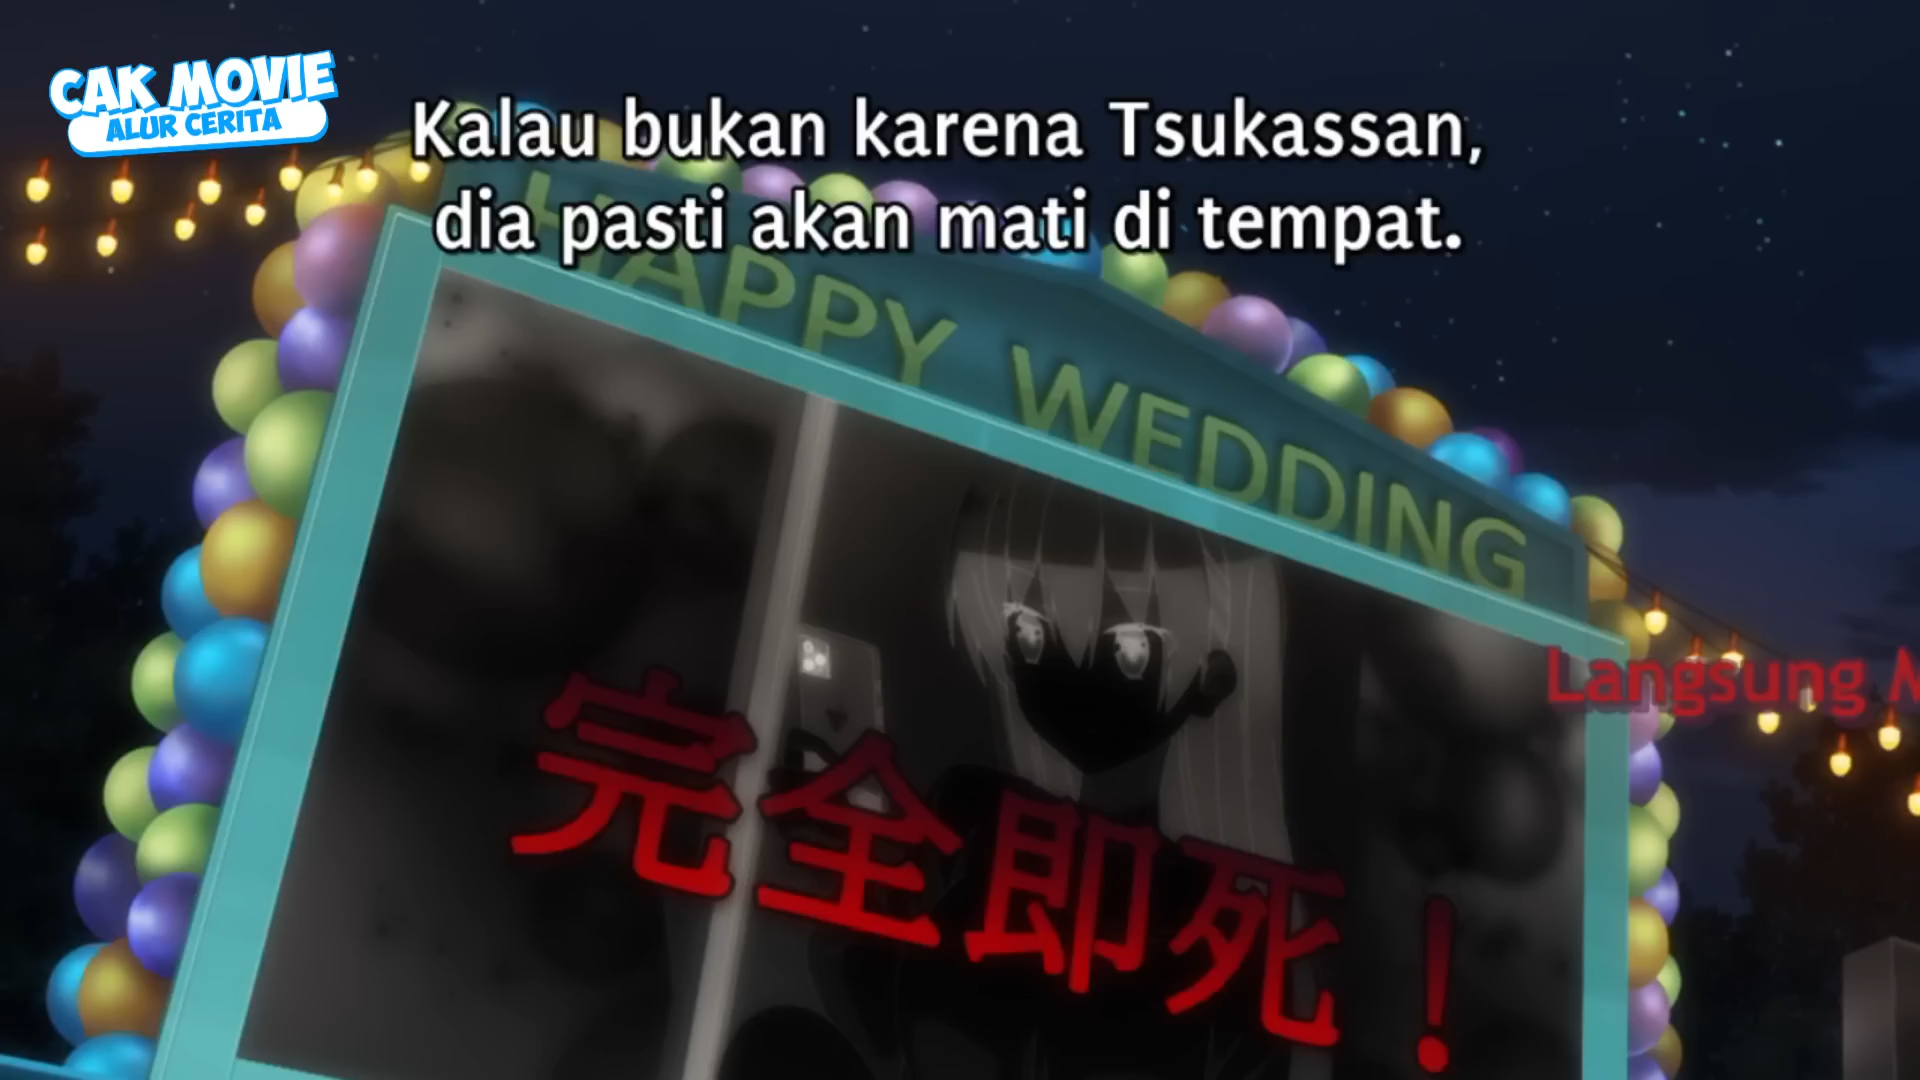 CAK MOVIE
ALUR CERITA
Kalau bukan karena Tsukassan,
dia pasti akan mati di tempat.
HAPPY WEDDING
Langsung
完全即死！